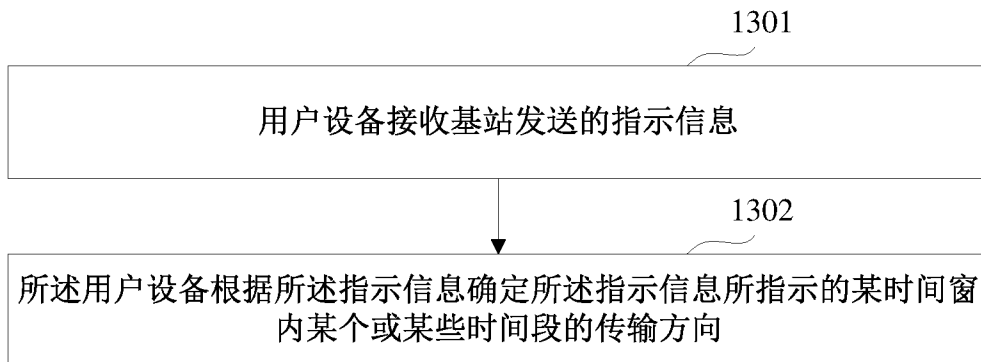 1301
用户设备接收基站发送的指示信息
1302
所述用户设备根据所述指示信息确定所述指示信息所指示的某时间窗
内某个或某些时间段的传输方向